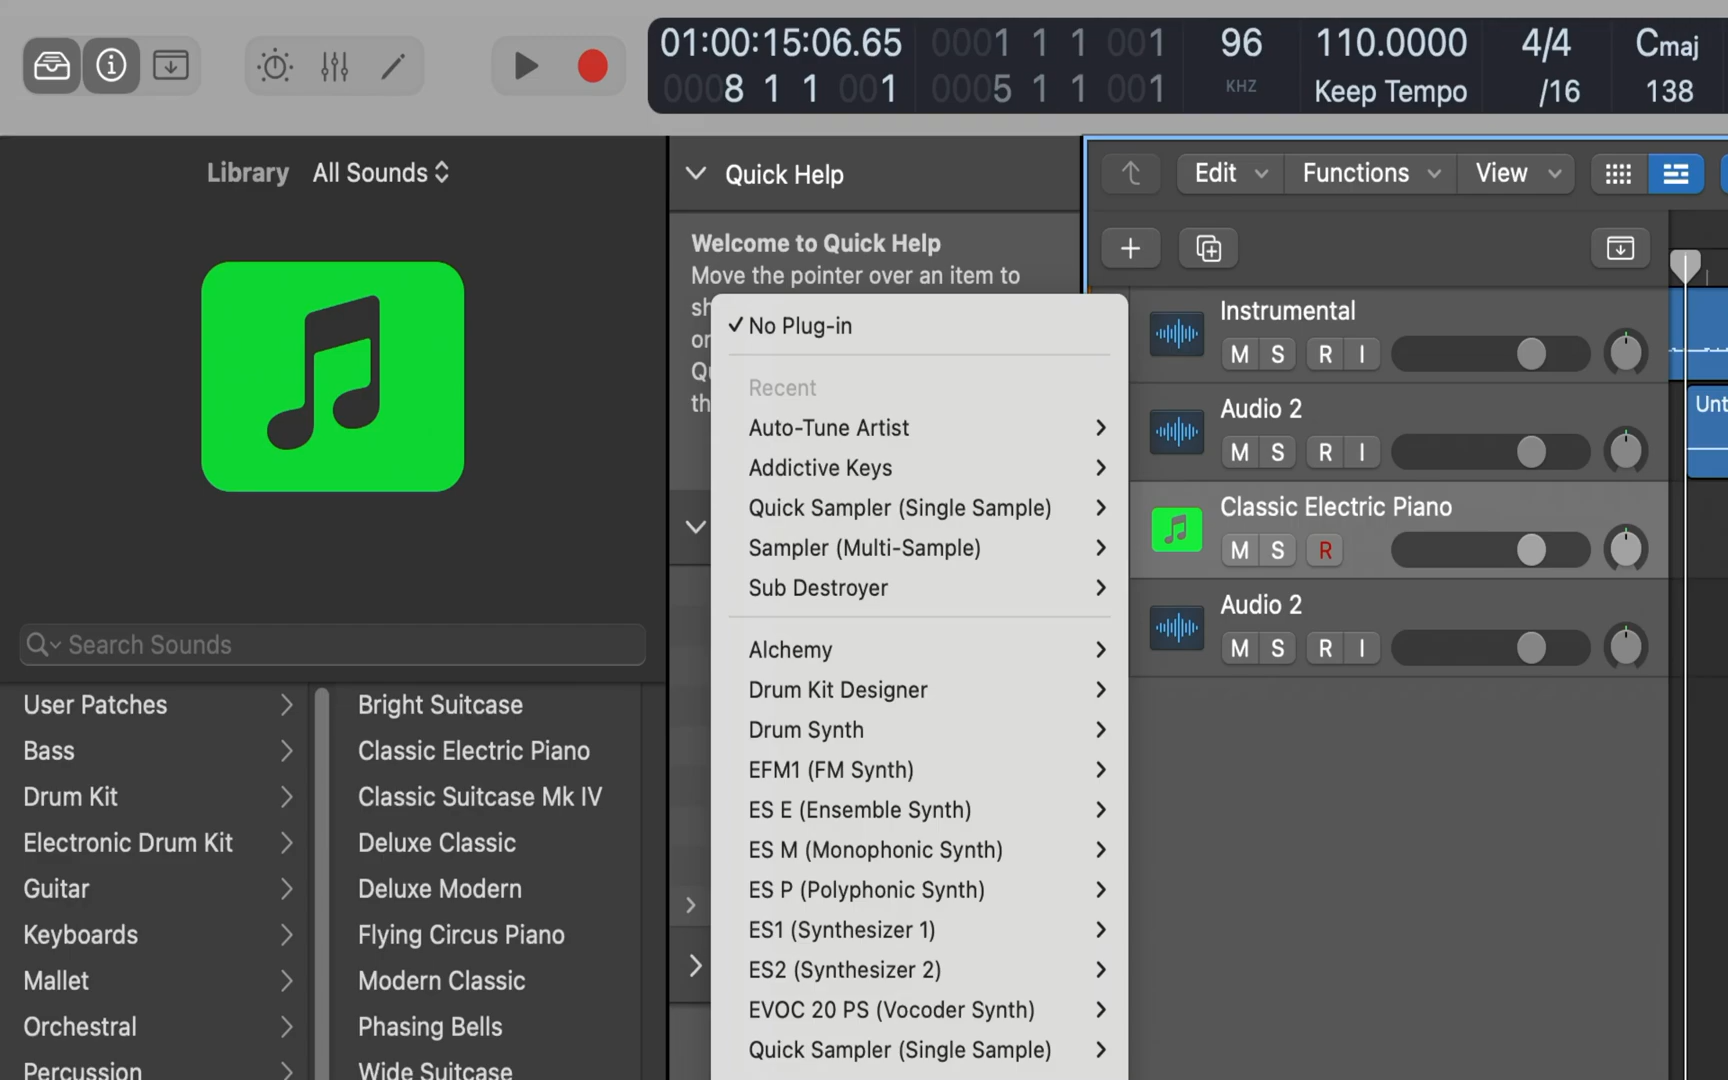 01:00:15:06.65
0008 1 1 001
0001 1 1 001
0005 1 1 001
96
KHZ
110.0000
Keep Tempo
4/4
/16
Cmaj
138
Library All Sounds
Quick Help
Edit
Functions
View
Welcome to Quick Help
Move the pointer over an item to
sh
or
Qu
th
No Plug-in
Recent
Auto-Tune Artist
Addictive Keys
Quick Sampler (Single Sample)
Sampler (Multi-Sample)
Sub Destroyer
Alchemy
Drum Kit Designer
Drum Synth
EFM1 (FM Synth)
ES E (Ensemble Synth)
ES M (Monophonic Synth)
ES P (Polyphonic Synth)
ES1 (Synthesizer 1)
ES2 (Synthesizer 2)
EVOC 20 PS (Vocoder Synth)
Quick Sampler (Single Sample)
Instrumental
M S R I
Audio 2
M S R I
Unt
Classic Electric Piano
M S R
Audio 2
M S R I
Search Sounds
User Patches
Bass
Drum Kit
Electronic Drum Kit
Guitar
Keyboards
Mallet
Orchestral
Percussion
Bright Suitcase
Classic Electric Piano
Classic Suitcase Mk IV
Deluxe Classic
Deluxe Modern
Flying Circus Piano
Modern Classic
Phasing Bells
Wide Suitcase